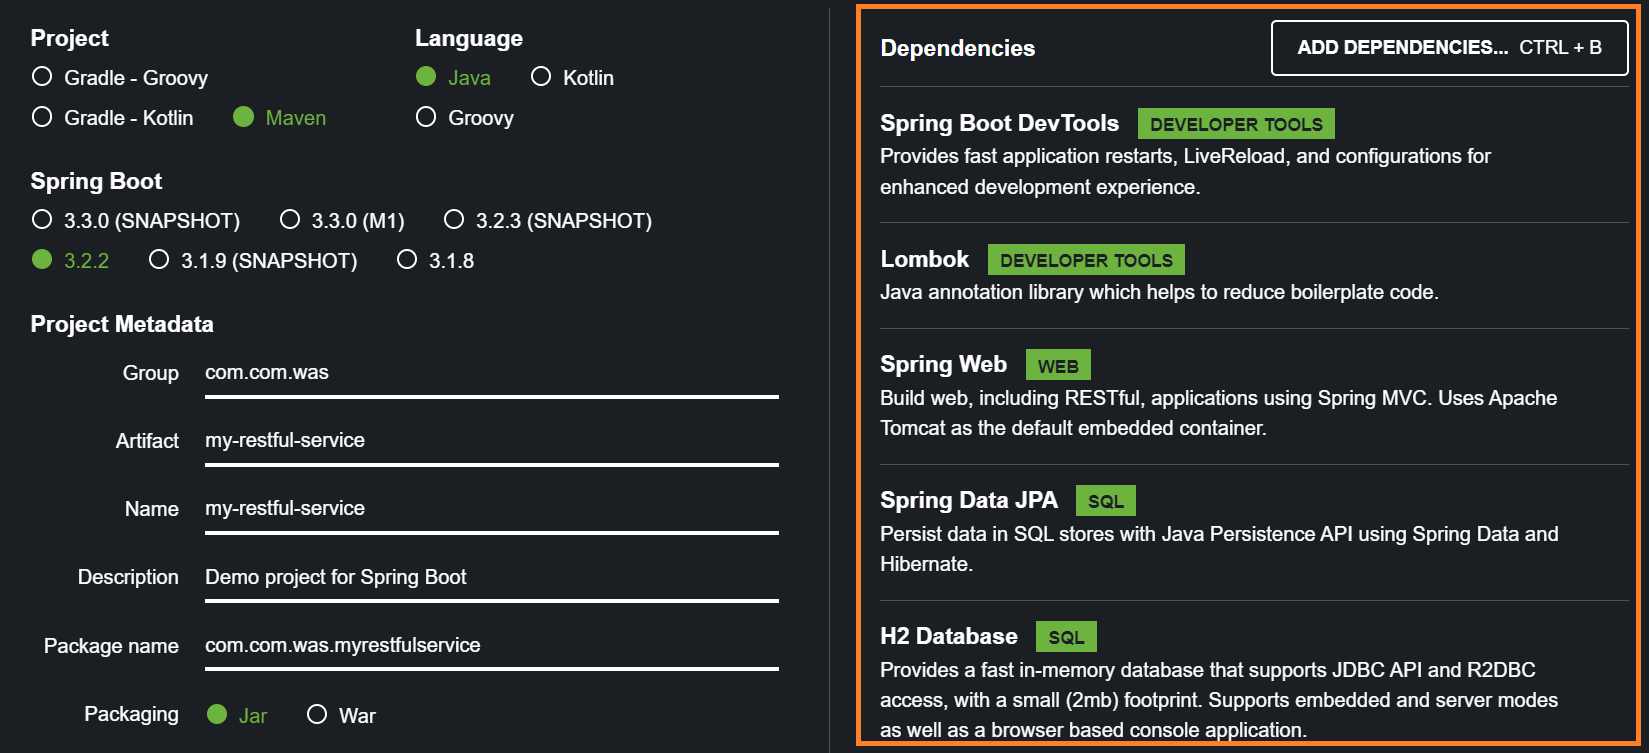 Project
Gradle - Groovy
Gradle - Kotlin Maven
Language
Java Kotlin
Groovy
Spring Boot
3.3.0 (SNAPSHOT) 3.3.0 (M1) 3.2.3 (SNAPSHOT)
3.2.2 3.1.9 (SNAPSHOT) 3.1.8
Project Metadata
Group com.com.was
Artifact my-restful-service
Name my-restful-service
Description Demo project for Spring Boot
Package name com.com.was.myrestfulservice
Packaging Jar War
Dependencies ADD DEPENDENCIES... CTRL + B
Spring Boot DevTools DEVELOPER TOOLS
Provides fast application restarts, LiveReload, and configurations for
enhanced development experience.
Lombok DEVELOPER TOOLS
Java annotation library which helps to reduce boilerplate code.
Spring Web WEB
Build web, including RESTful, applications using Spring MVC. Uses Apache
Tomcat as the default embedded container.
Spring Data JPA SQL
Persist data in SQL stores with Java Persistence API using Spring Data and
Hibernate.
H2 Database SQL
Provides a fast in-memory database that supports JDBC API and R2DBC
access, with a small (2mb) footprint. Supports embedded and server modes
as well as a browser based console application.